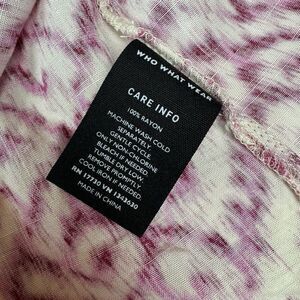 WHO WHAT WEAR
CARE INFO
100% RAYON
MACHINE WASH COLD
SEPARATELY.
GENTLE CYCLE.
ONLY NON-CHLORINE
BLEACH IF NEEDED.
TUMBLE DRY LOW.
REMOVE PROMPTLY.
COOL IRON IF NEEDED.
RN 17730 VN 1343630
MADE IN CHINA